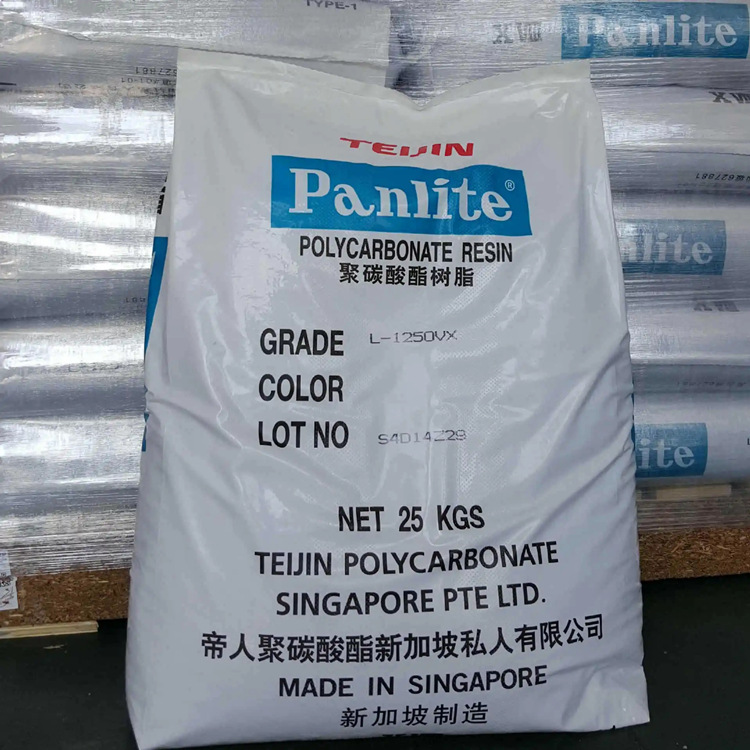 TYPE-1
Panlite
TEIJIN
Panlite®
POLYCARBONATE RESIN
聚碳酸酯树脂
GRADE L-1250VX
COLOR
LOT NO S4D14Z29
NET 25 KGS
TEIJIN POLYCARBONATE
SINGAPORE PTE LTD.
帝人聚碳酸酯新加坡私人有限公司
MADE IN SINGAPORE
新加坡制造